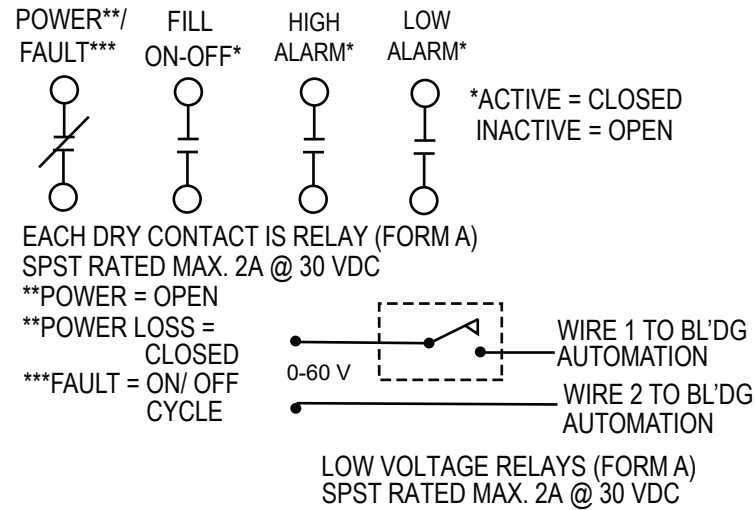 POWER**/
FAULT***
FILL
ON-OFF*
HIGH
ALARM*
LOW
ALARM*
*ACTIVE = CLOSED
INACTIVE = OPEN
EACH DRY CONTACT IS RELAY (FORM A)
SPST RATED MAX. 2A @ 30 VDC
**POWER = OPEN
**POWER LOSS =
CLOSED
***FAULT = ON/ OFF
CYCLE
0-60 V
WIRE 1 TO BL'DG
AUTOMATION
WIRE 2 TO BL'DG
AUTOMATION
LOW VOLTAGE RELAYS (FORM A)
SPST RATED MAX. 2A @ 30 VDC